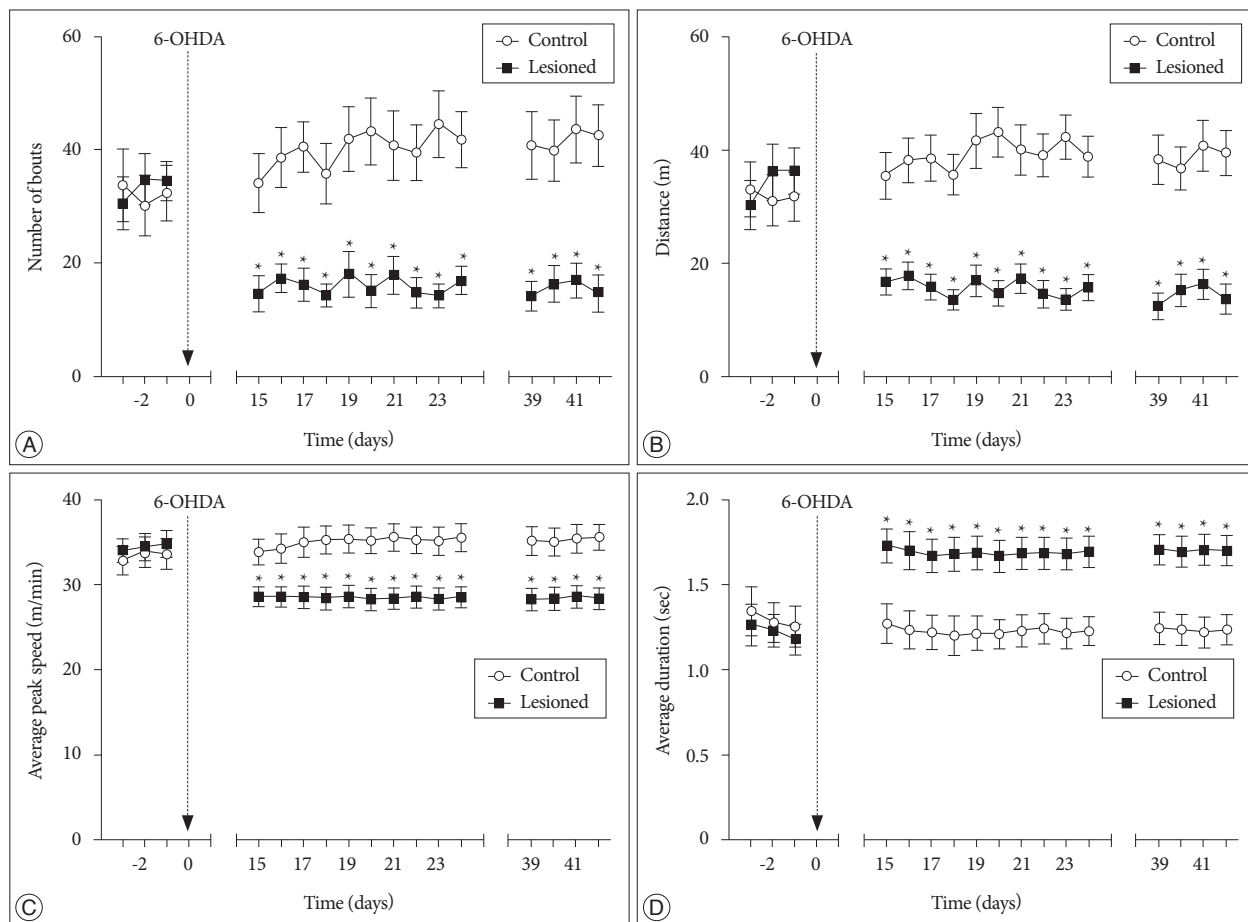 60
40
20
0
Number of bouts
6-OHDA
Control
Lesioned
* * * * * * * * * * * * *
-2 0 15 17 19 21 23 39 41
Time (days)
A
60
40
20
0
Distance (m)
6-OHDA
Control
Lesioned
* * * * * * * * * * * * * *
-2 0 15 17 19 21 23 39 41
Time (days)
B
40
30
20
10
0
Average peak speed (m/min)
6-OHDA
* * * * * * * * * * * * * *
Control
Lesioned
-2 0 15 17 19 21 23 39 41
Time (days)
C
2.0
1.5
1.0
0.5
0
Average duration (sec)
6-OHDA
* * * * * * * * * * * * * *
Control
Lesioned
-2 0 15 17 19 21 23 39 41
Time (days)
D